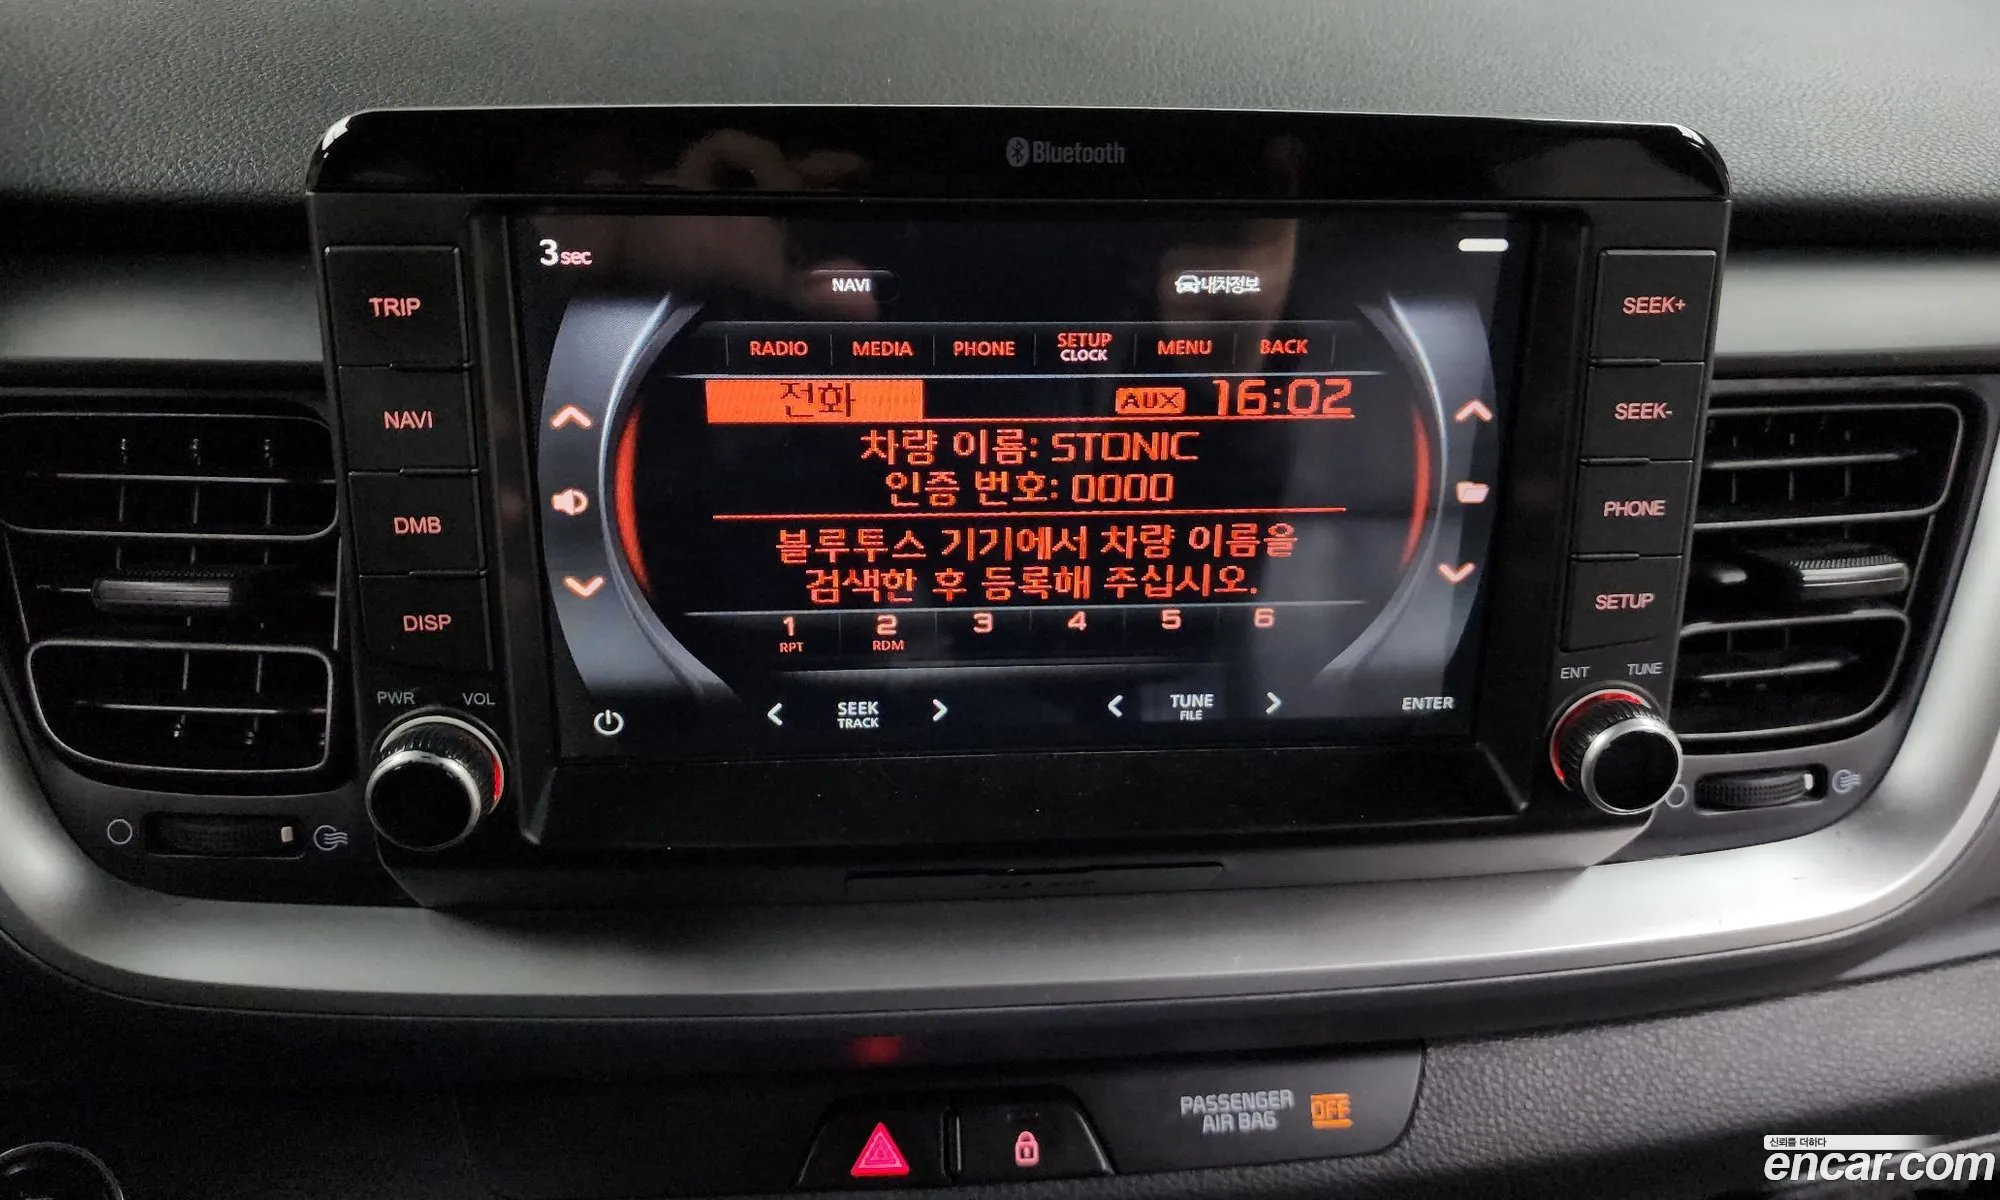 Bluetooth
3 sec
NAVI
내차정보
TRIP
NAVI
DMB
DISP
PWR VOL
RADIO MEDIA PHONE SETUP CLOCK MENU BACK
전화 AUX 16:02
차량 이름: STONIC
인증 번호: 0000
블루투스 기기에서 차량 이름을
검색한 후 등록해 주십시오.
1 RPT 2 RDM 3 4 5 6
SEEK TRACK
TUNE FILE
ENTER
SEEK+
SEEK-
PHONE
SETUP
ENT TUNE
PASSENGER
AIR BAG OFF
신뢰를 더하다
encar.com